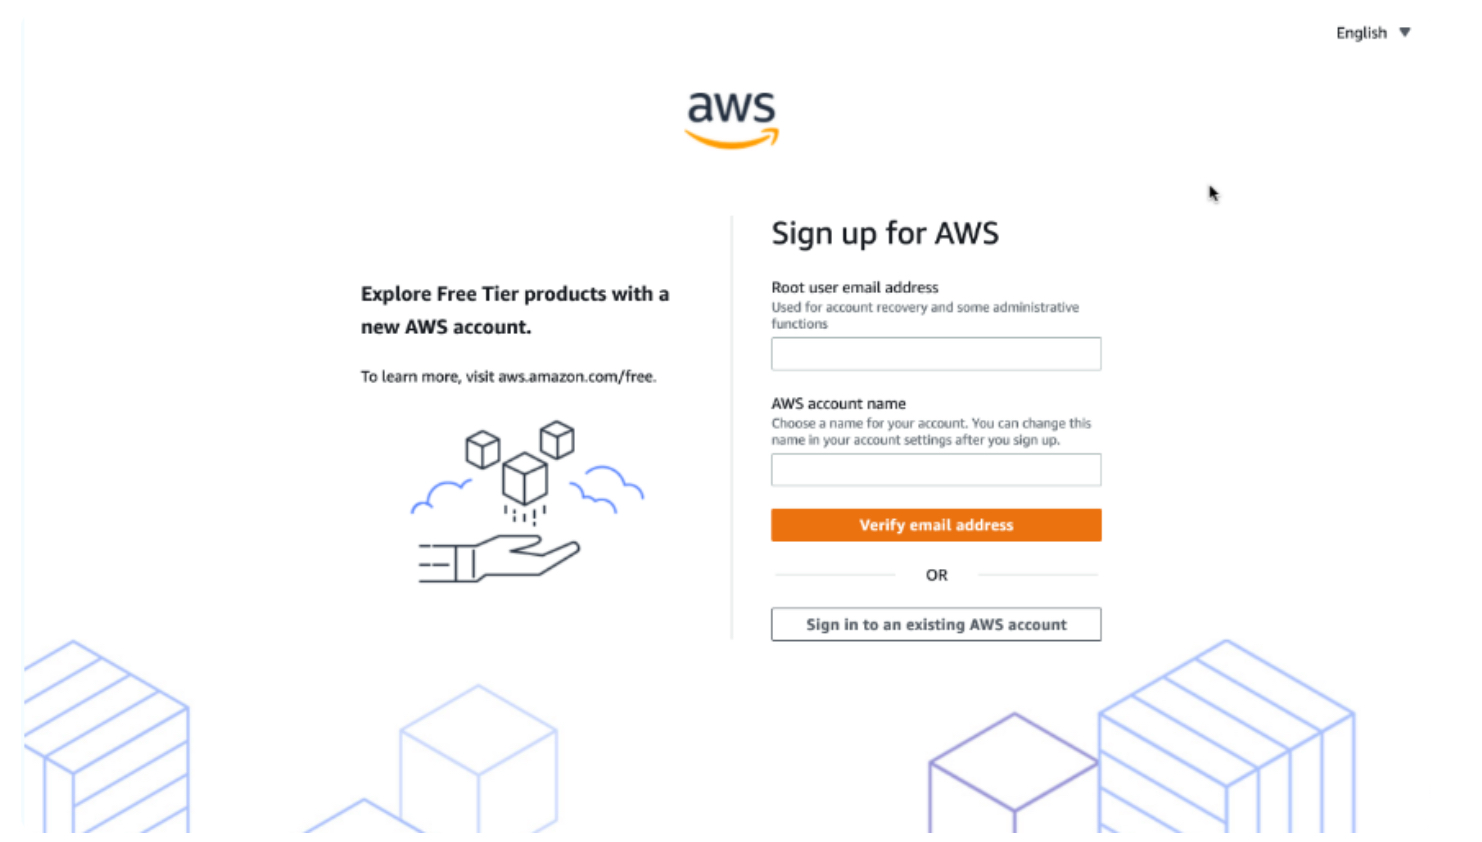 English
aws
Explore Free Tier products with a
new AWS account.
To learn more, visit aws.amazon.com/free.
Sign up for AWS
Root user email address
Used for account recovery and some administrative
functions
AWS account name
Choose a name for your account. You can change this
name in your account settings after you sign up.
Verify email address
OR
Sign in to an existing AWS account